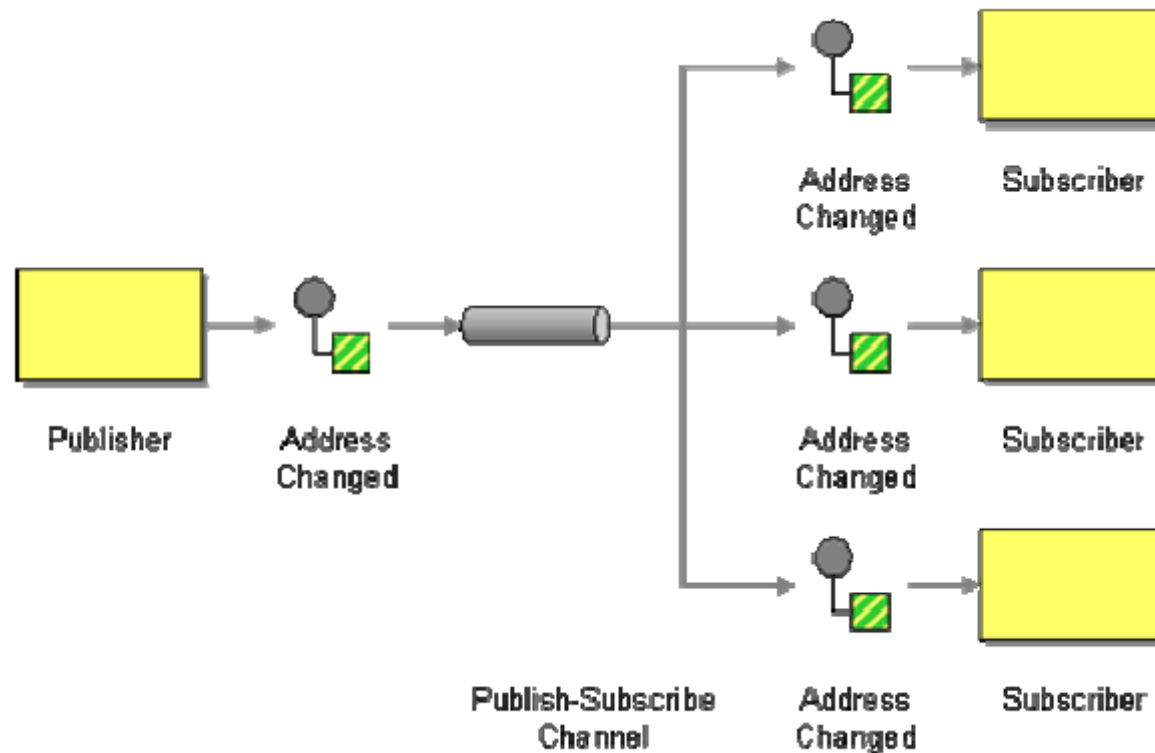 Address
Changed
Subscriber
Publisher
Address
Changed
Address
Changed
Subscriber
Publish-Subscribe
Channel
Address
Changed
Subscriber